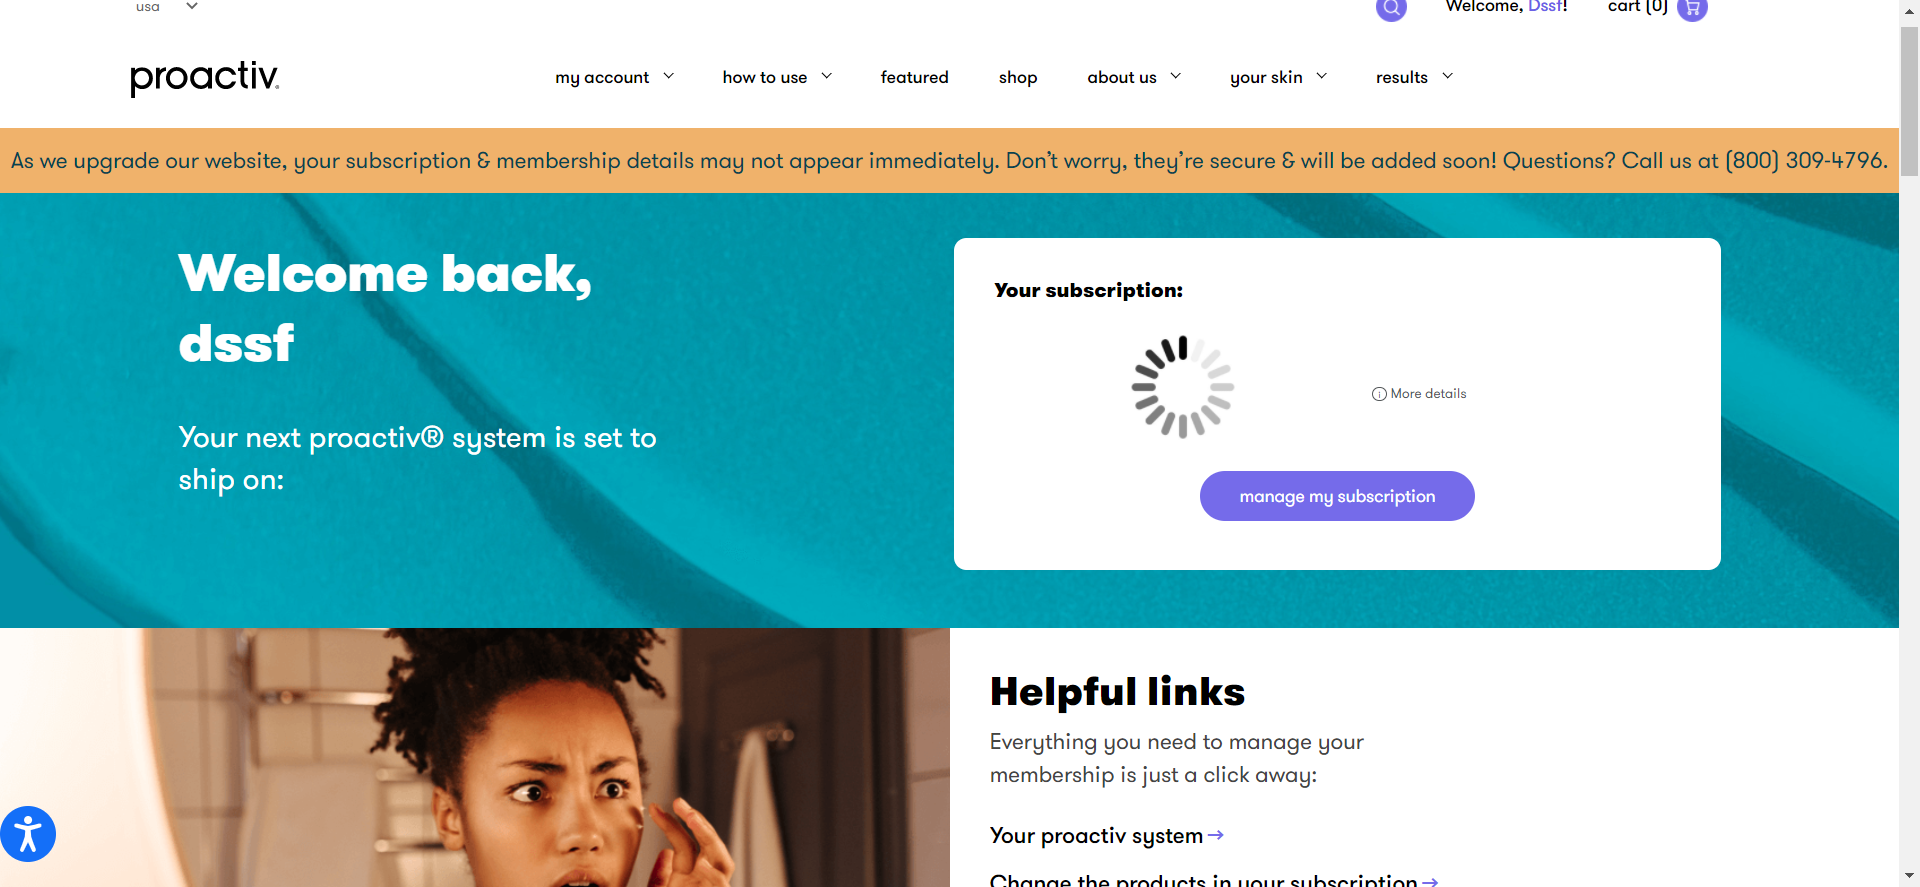 usa
Welcome, Dssf!
cart (0)
proactiv
my account
how to use
featured
shop
about us
your skin
results
As we upgrade our website, your subscription & membership details may not appear immediately. Don't worry, they're secure & will be added soon! Questions? Call us at (800) 309-4796.
Welcome back,
dssf
Your next proactiv® system is set to
ship on:
Your subscription:
More details
manage my subscription
Helpful links
Everything you need to manage your
membership is just a click away:
Your proactiv system
Change the products in your subscription